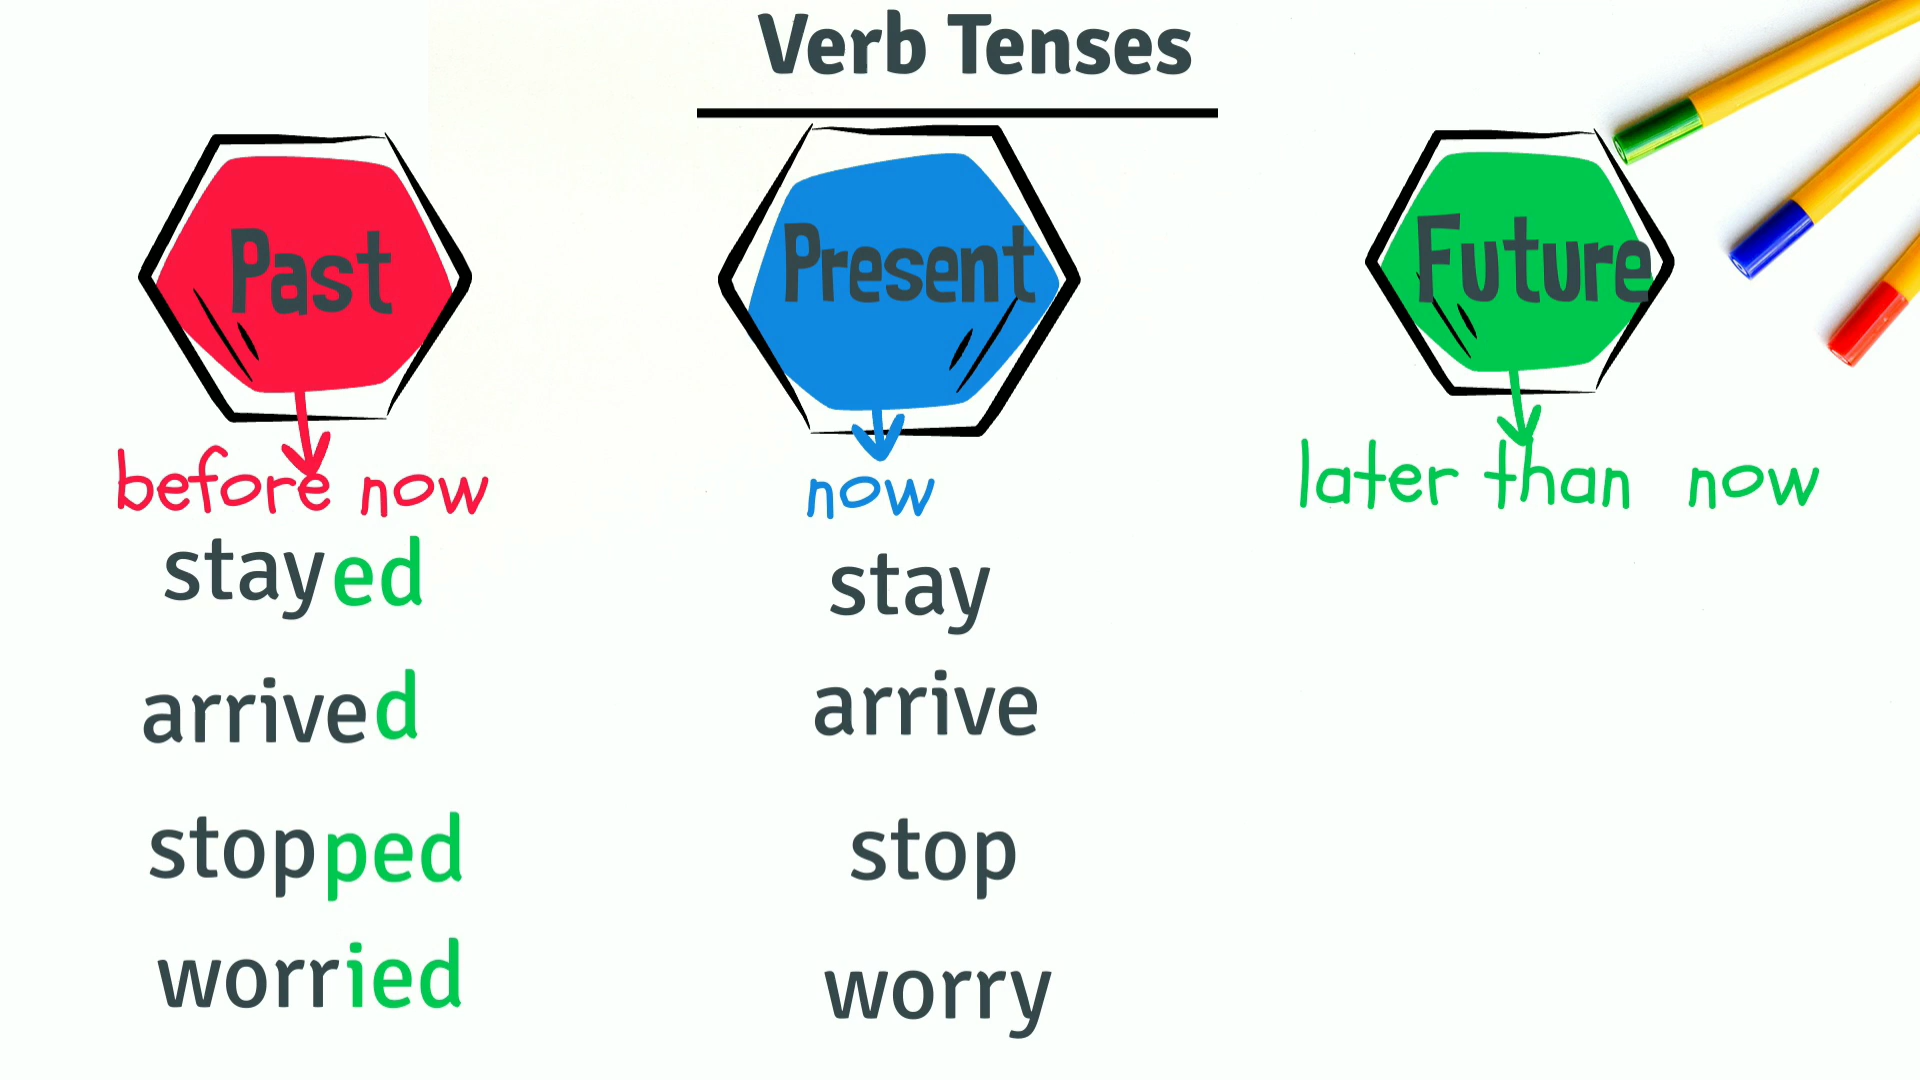 Verb Tenses
Past Present Future
before now now later than now
stayed stay
arrived arrive
stopped stop
worried worry